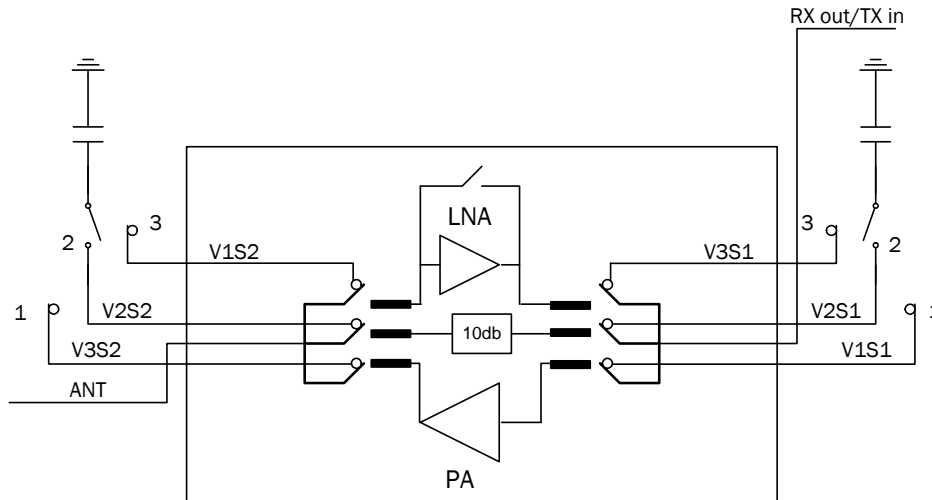 RX out/TX in
3
2
V1S2
LNA
3
2
V3S1
1
V2S2
10db
V2S1
V3S2
V1S1
ANT
PA